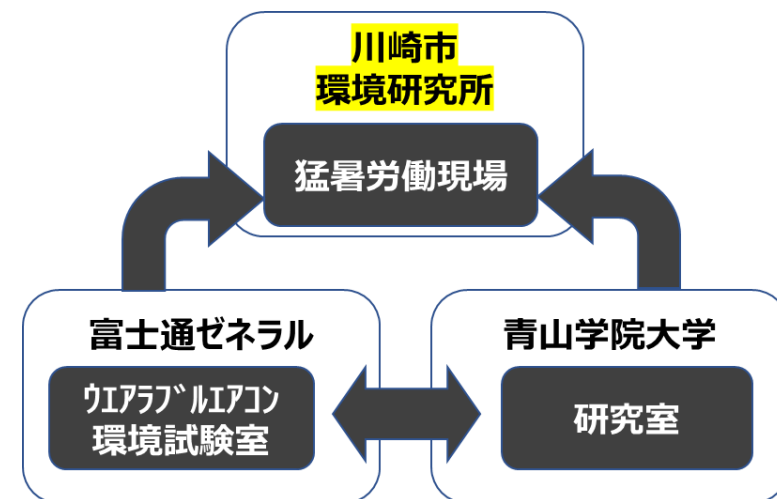 川崎市
環境研究所
猛暑労働現場
富士通ゼネラル
ｳｴｱﾗﾌﾞﾙｴｱｺﾝ
環境試験室
青山学院大学
研究室